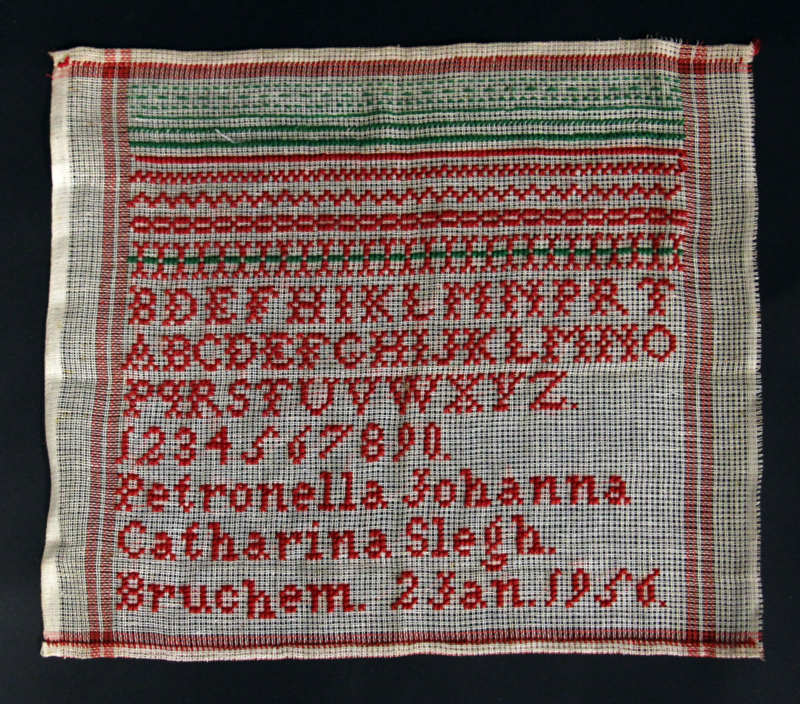 BDEFHIKLMNPRT
ABCDEFGHIJKLMNO
PQRSTUVWXYZ.
1234567890.
Petronella Johanna
Catharina Slegh.
Bruchem. 2 Jan. 1956.